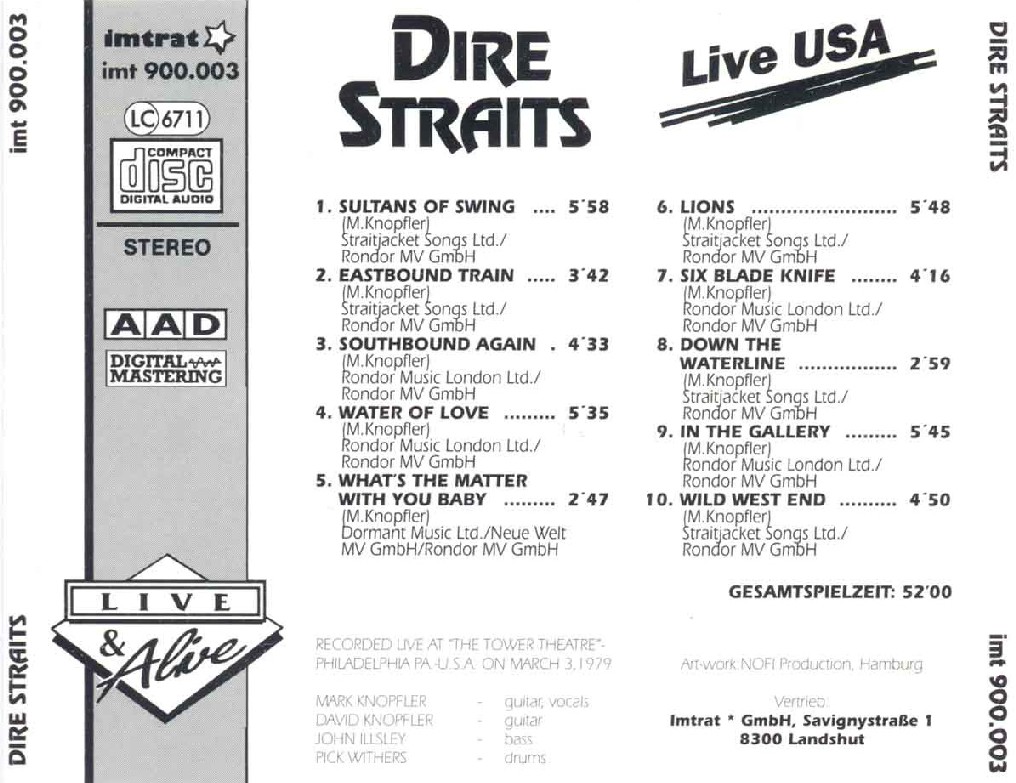 imt 900.003
DIRE STRAITS
imtrat
imt 900.003
LC 6711
COMPACT
disc
DIGITAL AUDIO
STEREO
AAD
DIGITAL
MASTERING
LIVE
& Alive
DIRE
STRAITS
Live USA
1. SULTANS OF SWING .... 5'58
(M.Knopfler)
Straitjacket Songs Ltd./
Rondor MV GmbH
2. EASTBOUND TRAIN ..... 3'42
(M.Knopfler)
Straitjacket Songs Ltd./
Rondor MV GmbH
3. SOUTHBOUND AGAIN . 4'33
(M.Knopfler)
Rondor Music London Ltd./
Rondor MV GmbH
4. WATER OF LOVE ......... 5'35
(M.Knopfler)
Rondor Music London Ltd./
Rondor MV GmbH
5. WHAT'S THE MATTER
WITH YOU BABY ......... 2'47
(M.Knopfler)
Dormant Music Ltd./Neue Welt
MV GmbH/Rondor MV GmbH
6. LIONS ......................... 5'48
(M.Knopfler)
Straitjacket Songs Ltd./
Rondor MV GmbH
7. SIX BLADE KNIFE ........ 4'16
(M.Knopfler)
Rondor Music London Ltd./
Rondor MV GmbH
8. DOWN THE
WATERLINE ................. 2'59
(M.Knopfler)
Straitjacket Songs Ltd./
Rondor MV GmbH
9. IN THE GALLERY ......... 5'45
(M.Knopfler)
Rondor Music London Ltd./
Rondor MV GmbH
10. WILD WEST END .......... 4'50
(M.Knopfler)
Straitjacket Songs Ltd./
Rondor MV GmbH
GESAMTSPIELZEIT: 52'00
RECORDED LIVE AT "THE TOWER THEATRE"-
PHILADELPHIA PA.-U.S.A. ON MARCH 3, 1979
MARK KNOPFLER - guitar, vocals
DAVID KNOPFLER - guitar
JOHN ILLSLEY - bass
PICK WITHERS - drums
Art-work NOFI Production, Hamburg
Vertrieb:
Imtrat * GmbH, Savignystraße 1
8300 Landshut
DIRE STRAITS
imt 900.003